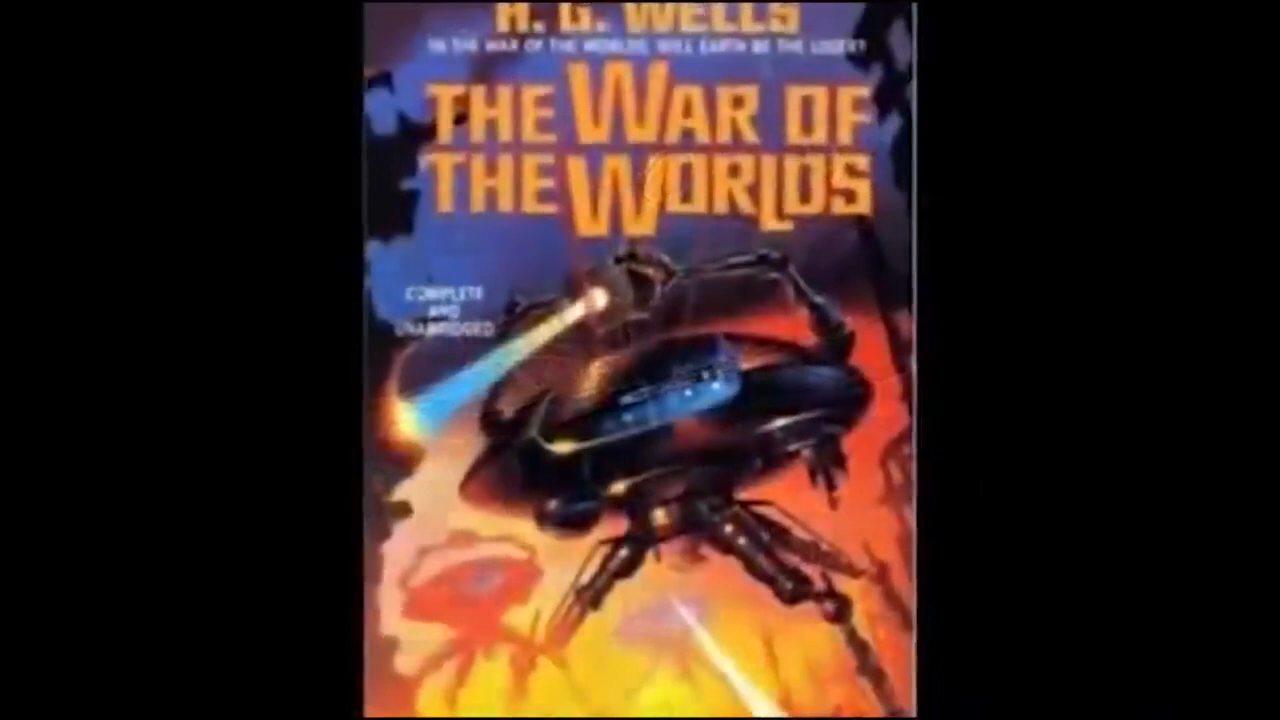 H. G. WELLS
IN THE WAR OF THE WORLDS, WILL EARTH BE THE LOSER?
THE WAR OF
THE WORLDS
COMPLETE
AND
UNABRIDGED